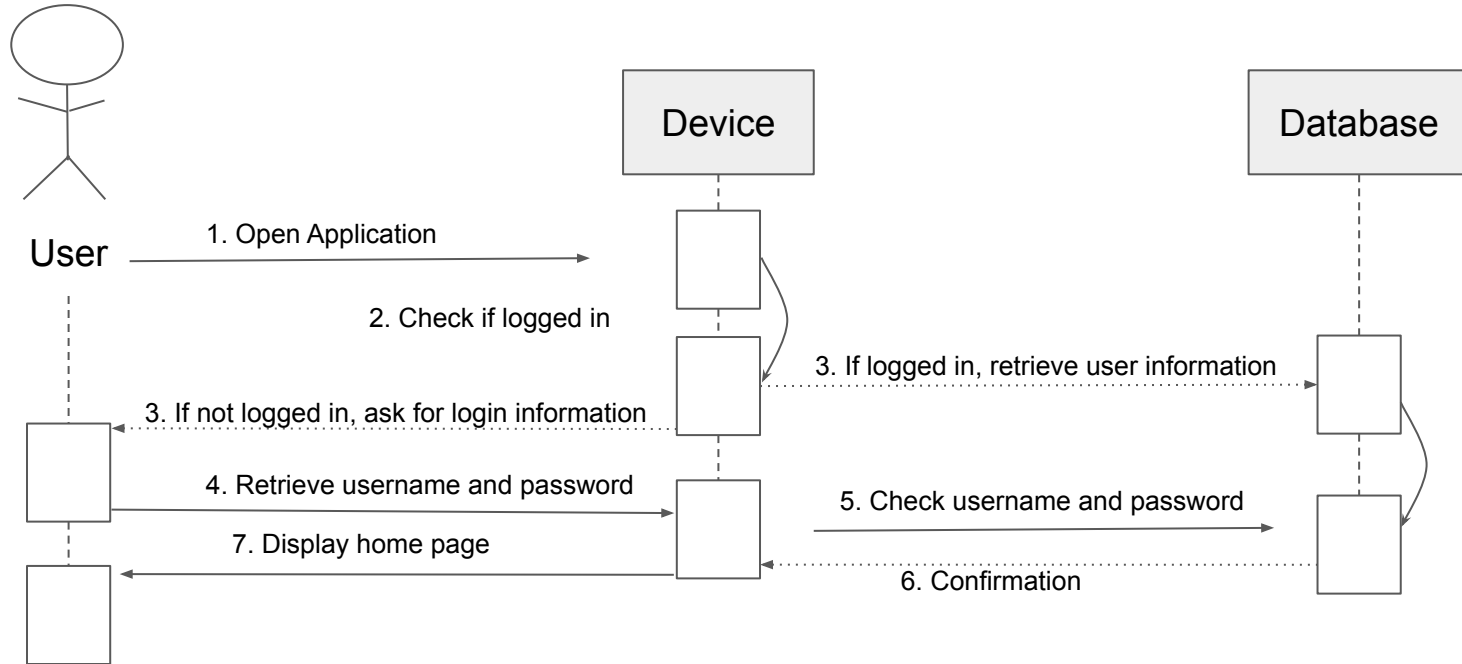 Device
Database
User
1. Open Application
2. Check if logged in
3. If logged in, retrieve user information
3. If not logged in, ask for login information
4. Retrieve username and password
5. Check username and password
7. Display home page
6. Confirmation